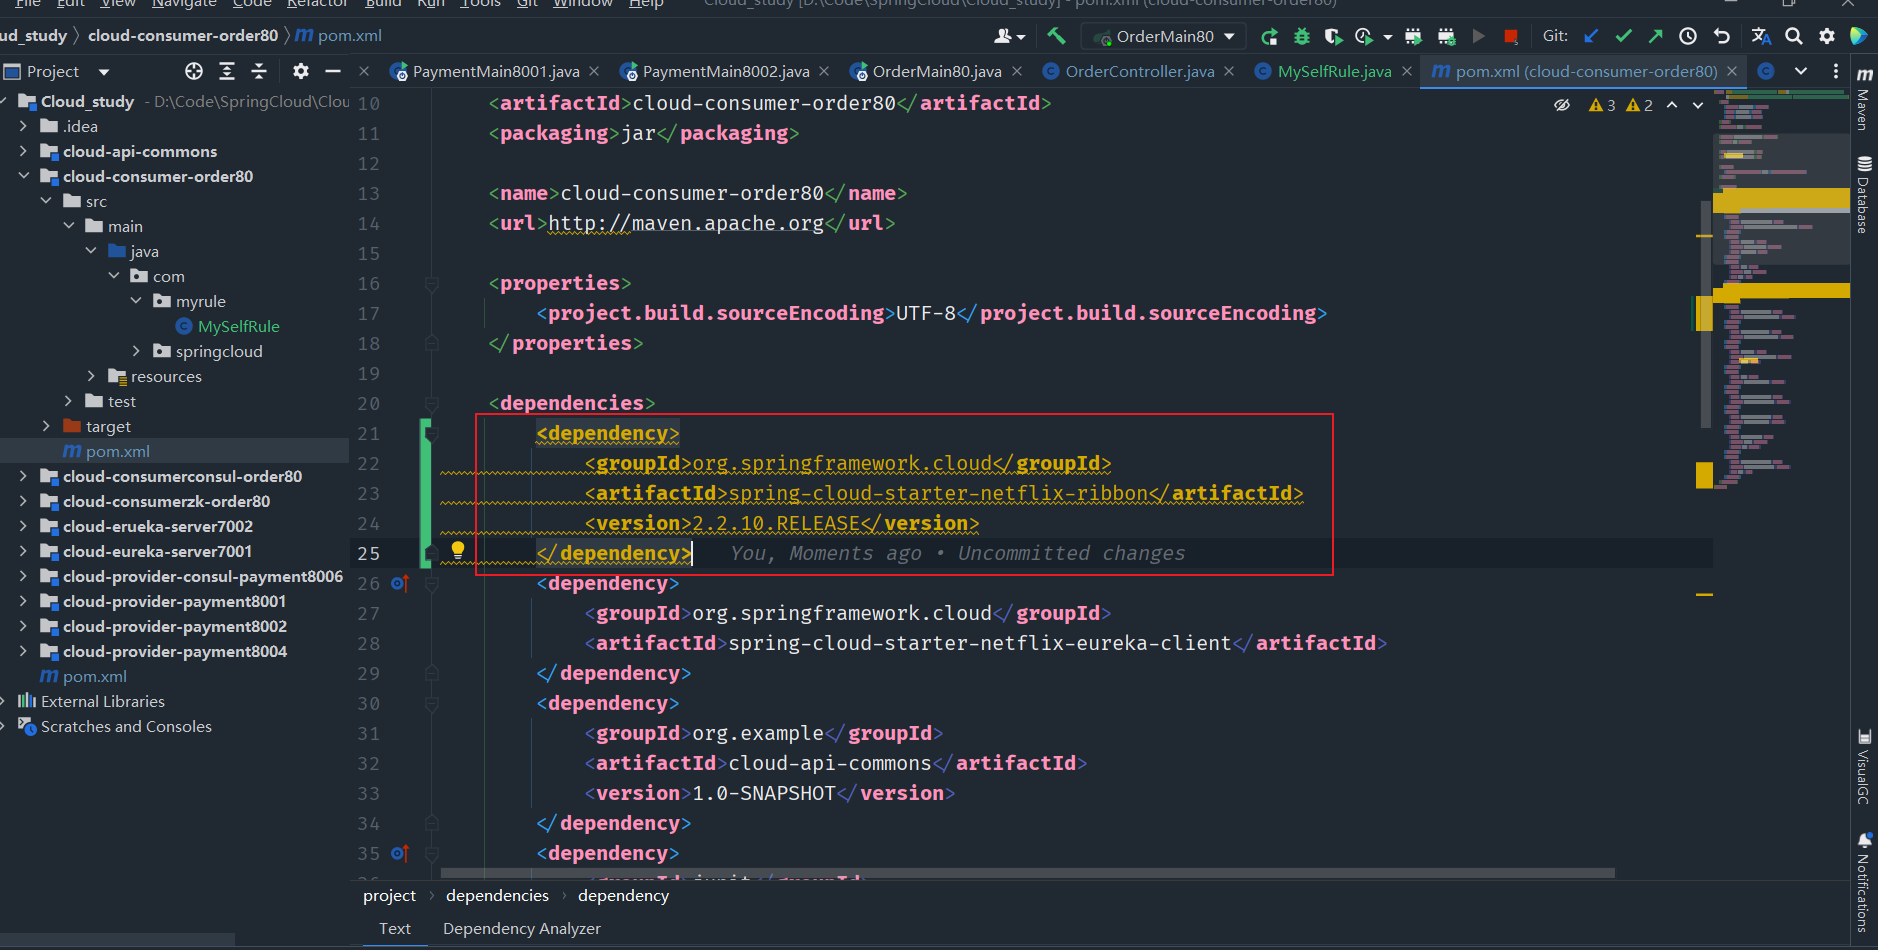 File Edit View Navigate Code Refactor Build Run Tools Git Window Help Cloud_study [D:\Code\SpringCloud\Cloud_study] - pom.xml (cloud-consumer-order80)
ud_study cloud-consumer-order80 pom.xml
OrderMain80 Git:
Project
PaymentMain8001.java PaymentMain8002.java OrderMain80.java OrderController.java MySelfRule.java pom.xml (cloud-consumer-order80)
Cloud_study - D:\Code\SpringCloud\Clou
.idea
cloud-api-commons
cloud-consumer-order80
src
main
java
com
myrule
MySelfRule
springcloud
resources
test
target
pom.xml
cloud-consumerconsul-order80
cloud-consumerzk-order80
cloud-erueka-server7002
cloud-eureka-server7001
cloud-provider-consul-payment8006
cloud-provider-payment8001
cloud-provider-payment8002
cloud-provider-payment8004
pom.xml
External Libraries
Scratches and Consoles
3 2
10 <artifactId>cloud-consumer-order80</artifactId>
11 <packaging>jar</packaging>
12
13 <name>cloud-consumer-order80</name>
14 <url>http://maven.apache.org</url>
15
16 <properties>
17 <project.build.sourceEncoding>UTF-8</project.build.sourceEncoding>
18 </properties>
19
20 <dependencies>
21 <dependency>
22 <groupId>org.springframework.cloud</groupId>
23 <artifactId>spring-cloud-starter-netflix-ribbon</artifactId>
24 <version>2.2.10.RELEASE</version>
25 </dependency> You, Moments ago • Uncommitted changes
26 <dependency>
27 <groupId>org.springframework.cloud</groupId>
28 <artifactId>spring-cloud-starter-netflix-eureka-client</artifactId>
29 </dependency>
30 <dependency>
31 <groupId>org.example</groupId>
32 <artifactId>cloud-api-commons</artifactId>
33 <version>1.0-SNAPSHOT</version>
34 </dependency>
35 <dependency>
36 <groupId>junit</groupId>
project dependencies dependency
Text Dependency Analyzer
Maven
Database
VisualGC
Notifications